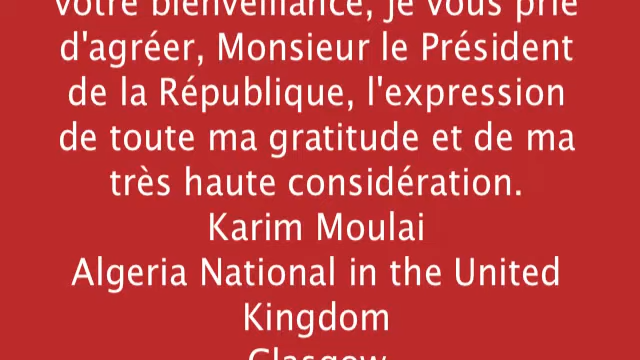 votre bienveillance, je vous prie
d'agréer, Monsieur le Président
de la République, l'expression
de toute ma gratitude et de ma
très haute considération.
Karim Moulai
Algeria National in the United
Kingdom
Glasgow